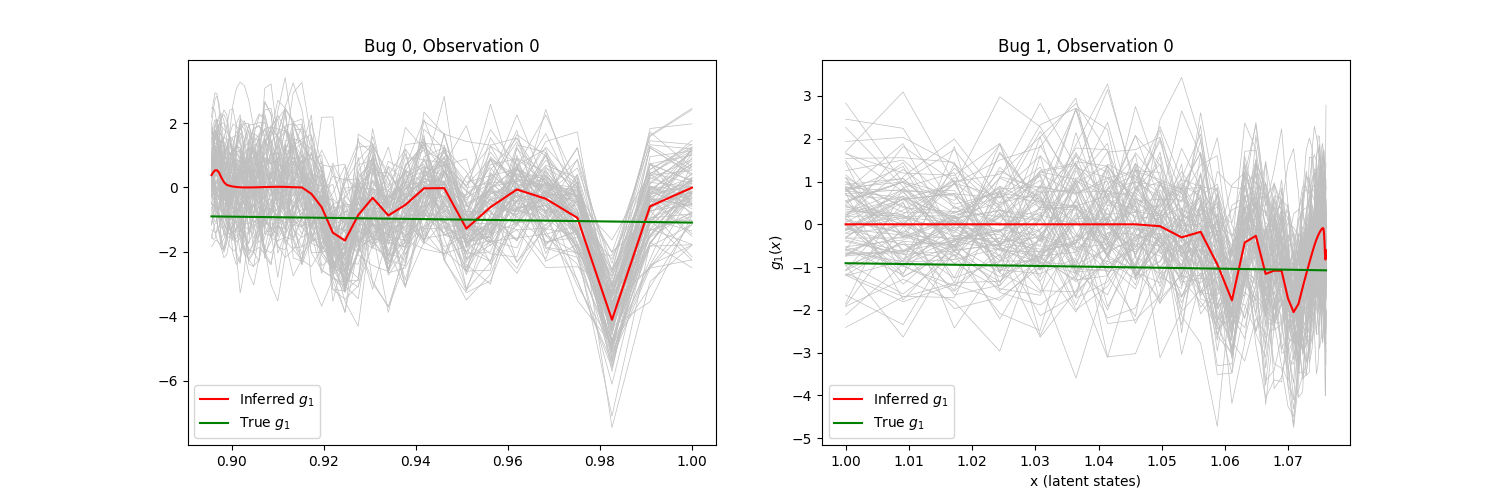 Bug 0, Observation 0
2
0
−2
−4
−6
0.90 0.92 0.94 0.96 0.98 1.00
Inferred g₁
True g₁
Bug 1, Observation 0
g₁(x)
3
2
1
0
−1
−2
−3
−4
−5
1.00 1.01 1.02 1.03 1.04 1.05 1.06 1.07
x (latent states)
Inferred g₁
True g₁